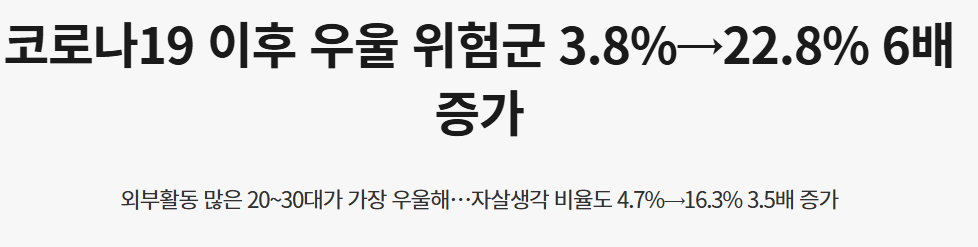 코로나19 이후 우울 위험군 3.8%→22.8% 6배
증가
외부활동 많은 20~30대가 가장 우울해…자살생각 비율도 4.7%→16.3% 3.5배 증가